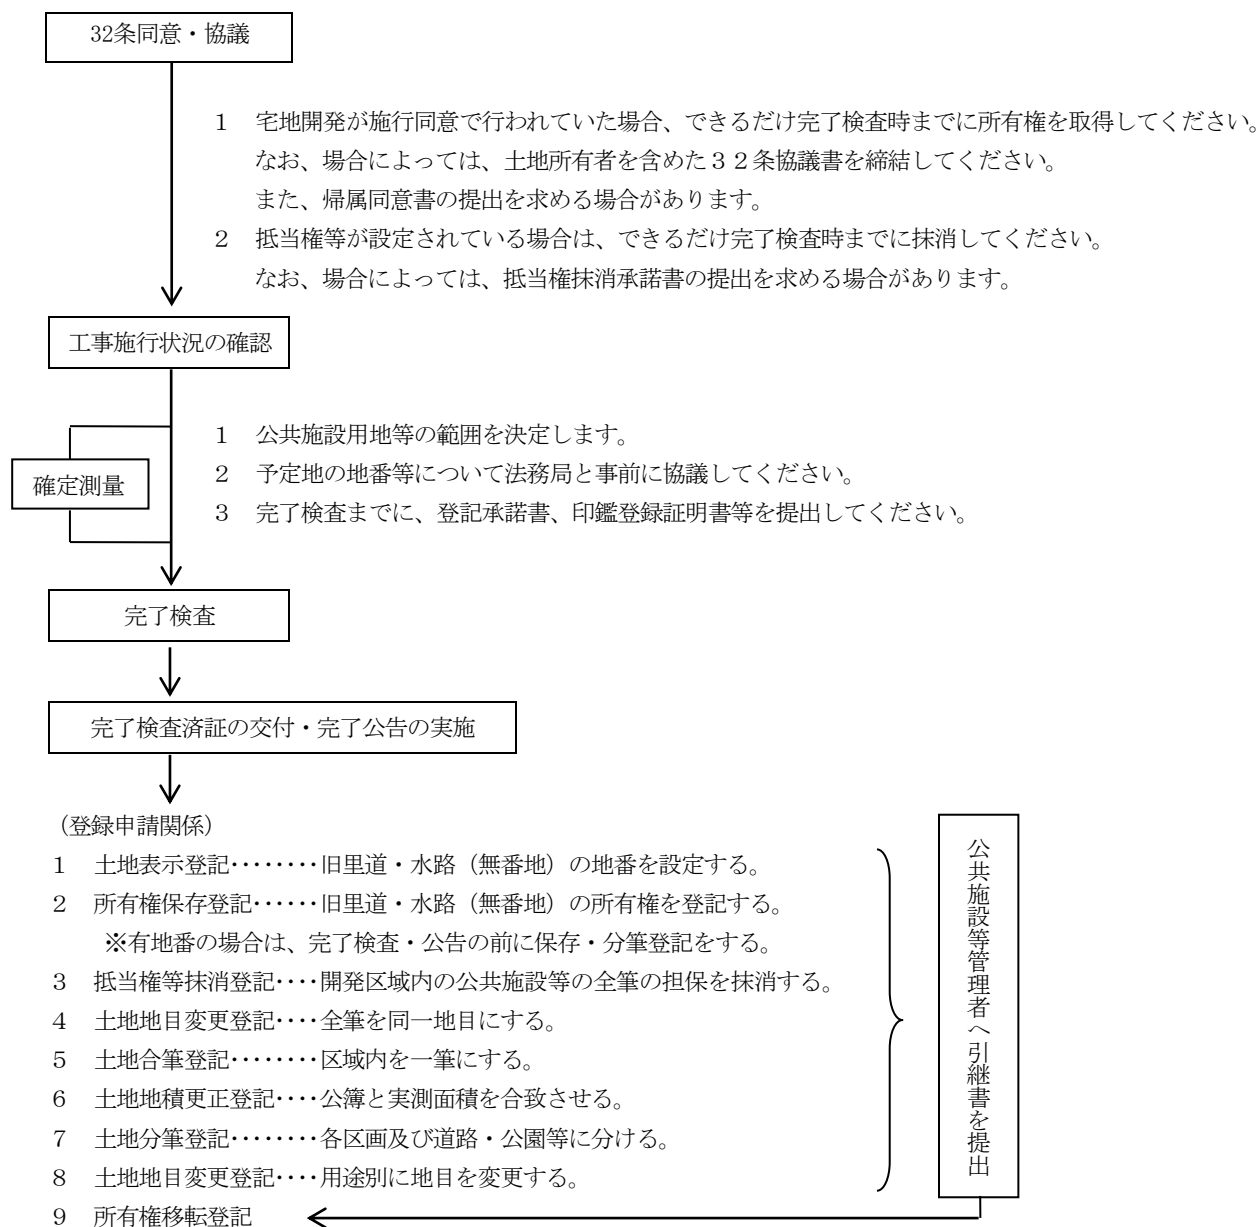 32条同意・協議
1 宅地開発が施行同意で行われていた場合、できるだけ完了検査時までに所有権を取得してください。
なお、場合によっては、土地所有者を含めた32条協議書を締結してください。
また、帰属同意書の提出を求める場合があります。
2 抵当権等が設定されている場合は、できるだけ完了検査時までに抹消してください。
なお、場合によっては、抵当権抹消承諾書の提出を求める場合があります。
工事施行状況の確認
確定測量
1 公共施設用地等の範囲を決定します。
2 予定地の地番等について法務局と事前に協議してください。
3 完了検査までに、登記承諾書、印鑑登録証明書等を提出してください。
完了検査
完了検査済証の交付・完了公告の実施
(登録申請関係)
1 土地表示登記・・・・・・・・旧里道・水路(無番地)の地番を設定する。
2 所有権保存登記・・・・・・旧里道・水路(無番地)の所有権を登記する。
※有地番の場合は、完了検査・公告の前に保存・分筆登記をする。
3 抵当権等抹消登記・・・・開発区域内の公共施設等の全筆の担保を抹消する。
4 土地地目変更登記・・・・全筆を同一地目にする。
5 土地合筆登記・・・・・・・・区域内を一筆にする。
6 土地地積更正登記・・・・公簿と実測面積を合致させる。
7 土地分筆登記・・・・・・・・各区画及び道路・公園等に分ける。
8 土地地目変更登記・・・・用途別に地目を変更する。
9 所有権移転登記
公共施設等管理者へ引継書を提出